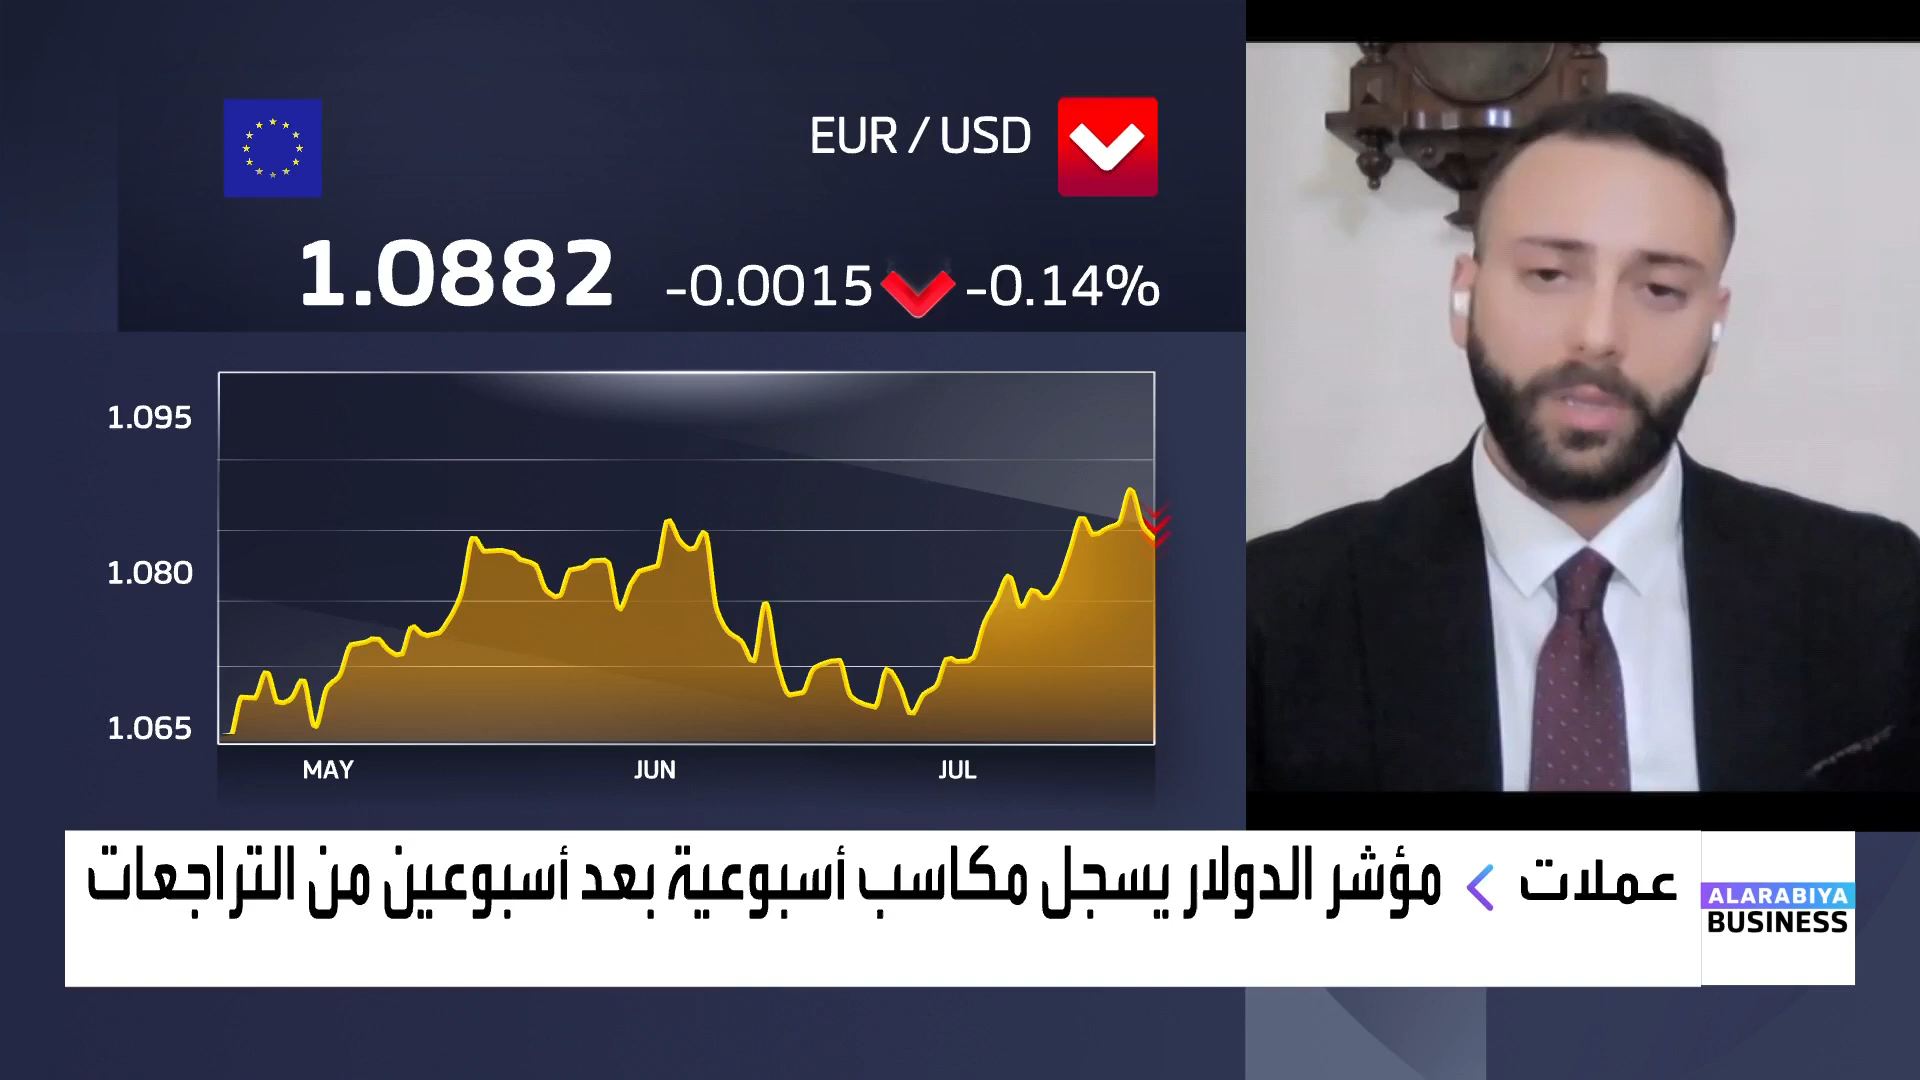 EUR / USD
1.0882 -0.0015 -0.14%
1.095
1.080
1.065
MAY JUN JUL
عملات
مؤشر الدولار يسجل مكاسب أسبوعية بعد أسبوعين من التراجعات
ALARABIYA
BUSINESS